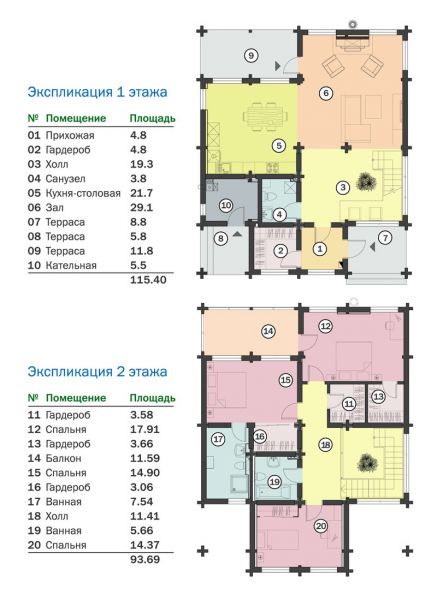 Экспликация 1 этажа
№ Помещение Площадь
01 Прихожая 4.8
02 Гардероб 4.8
03 Холл 19.3
04 Санузел 3.8
05 Кухня-столовая 21.7
06 Зал 29.1
07 Терраса 8.8
08 Терраса 5.8
09 Терраса 11.8
10 Кательная 5.5
115.40
9
6
5
3
10
4
8
2
1
7
Экспликация 2 этажа
№ Помещение Площадь
11 Гардероб 3.58
12 Спальня 17.91
13 Гардероб 3.66
14 Балкон 11.59
15 Спальня 14.90
16 Гардероб 3.06
17 Ванная 7.54
18 Холл 11.41
19 Ванная 5.66
20 Спальня 14.37
93.69
14
12
15
11
13
17
16
18
19
20